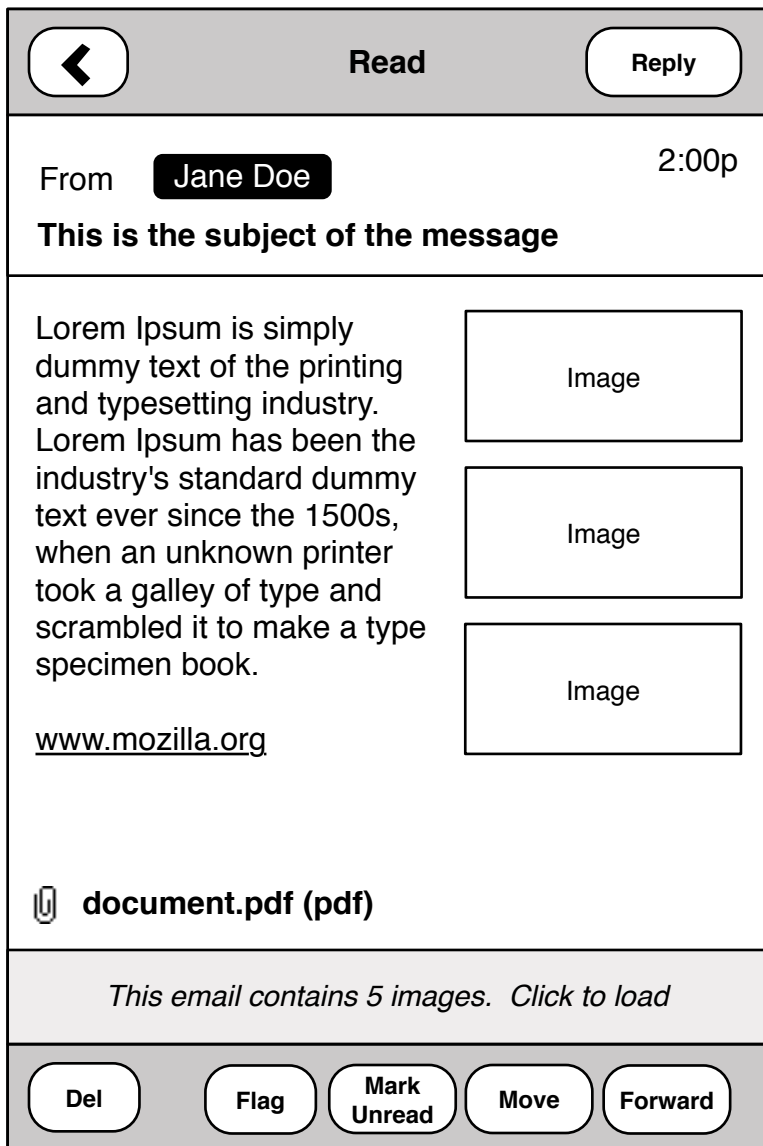 Read
Reply
From Jane Doe 2:00p
This is the subject of the message
Lorem Ipsum is simply
dummy text of the printing
and typesetting industry.
Lorem Ipsum has been the
industry's standard dummy
text ever since the 1500s,
when an unknown printer
took a galley of type and
scrambled it to make a type
specimen book.
www.mozilla.org
Image
Image
Image
document.pdf (pdf)
This email contains 5 images.  Click to load
Del
Flag
Mark
Unread
Move
Forward